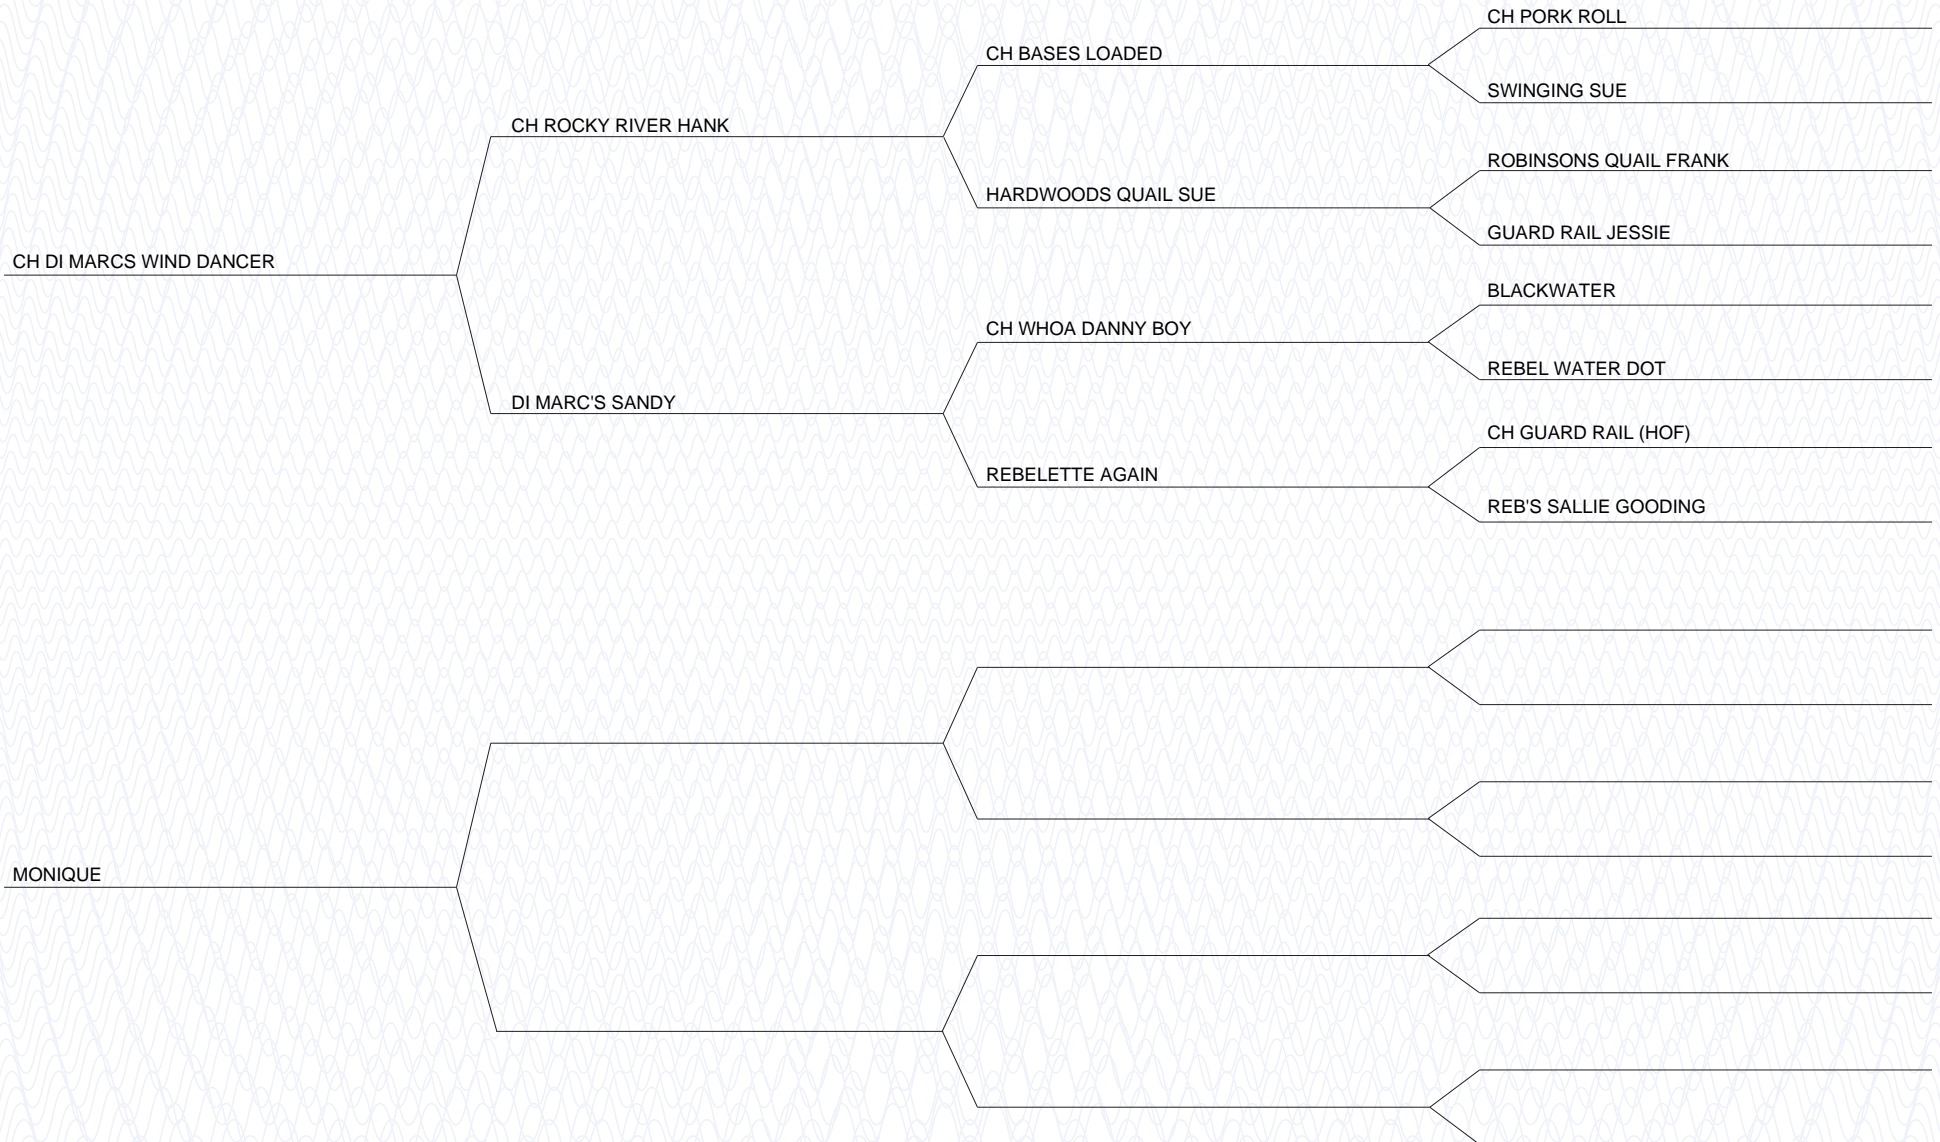 CH PORK ROLL
CH BASES LOADED
SWINGING SUE
CH ROCKY RIVER HANK
ROBINSONS QUAIL FRANK
HARDWOODS QUAIL SUE
GUARD RAIL JESSIE
CH DI MARCS WIND DANCER
BLACKWATER
CH WHOA DANNY BOY
REBEL WATER DOT
DI MARC'S SANDY
CH GUARD RAIL (HOF)
REBELETTE AGAIN
REB'S SALLIE GOODING
MONIQUE